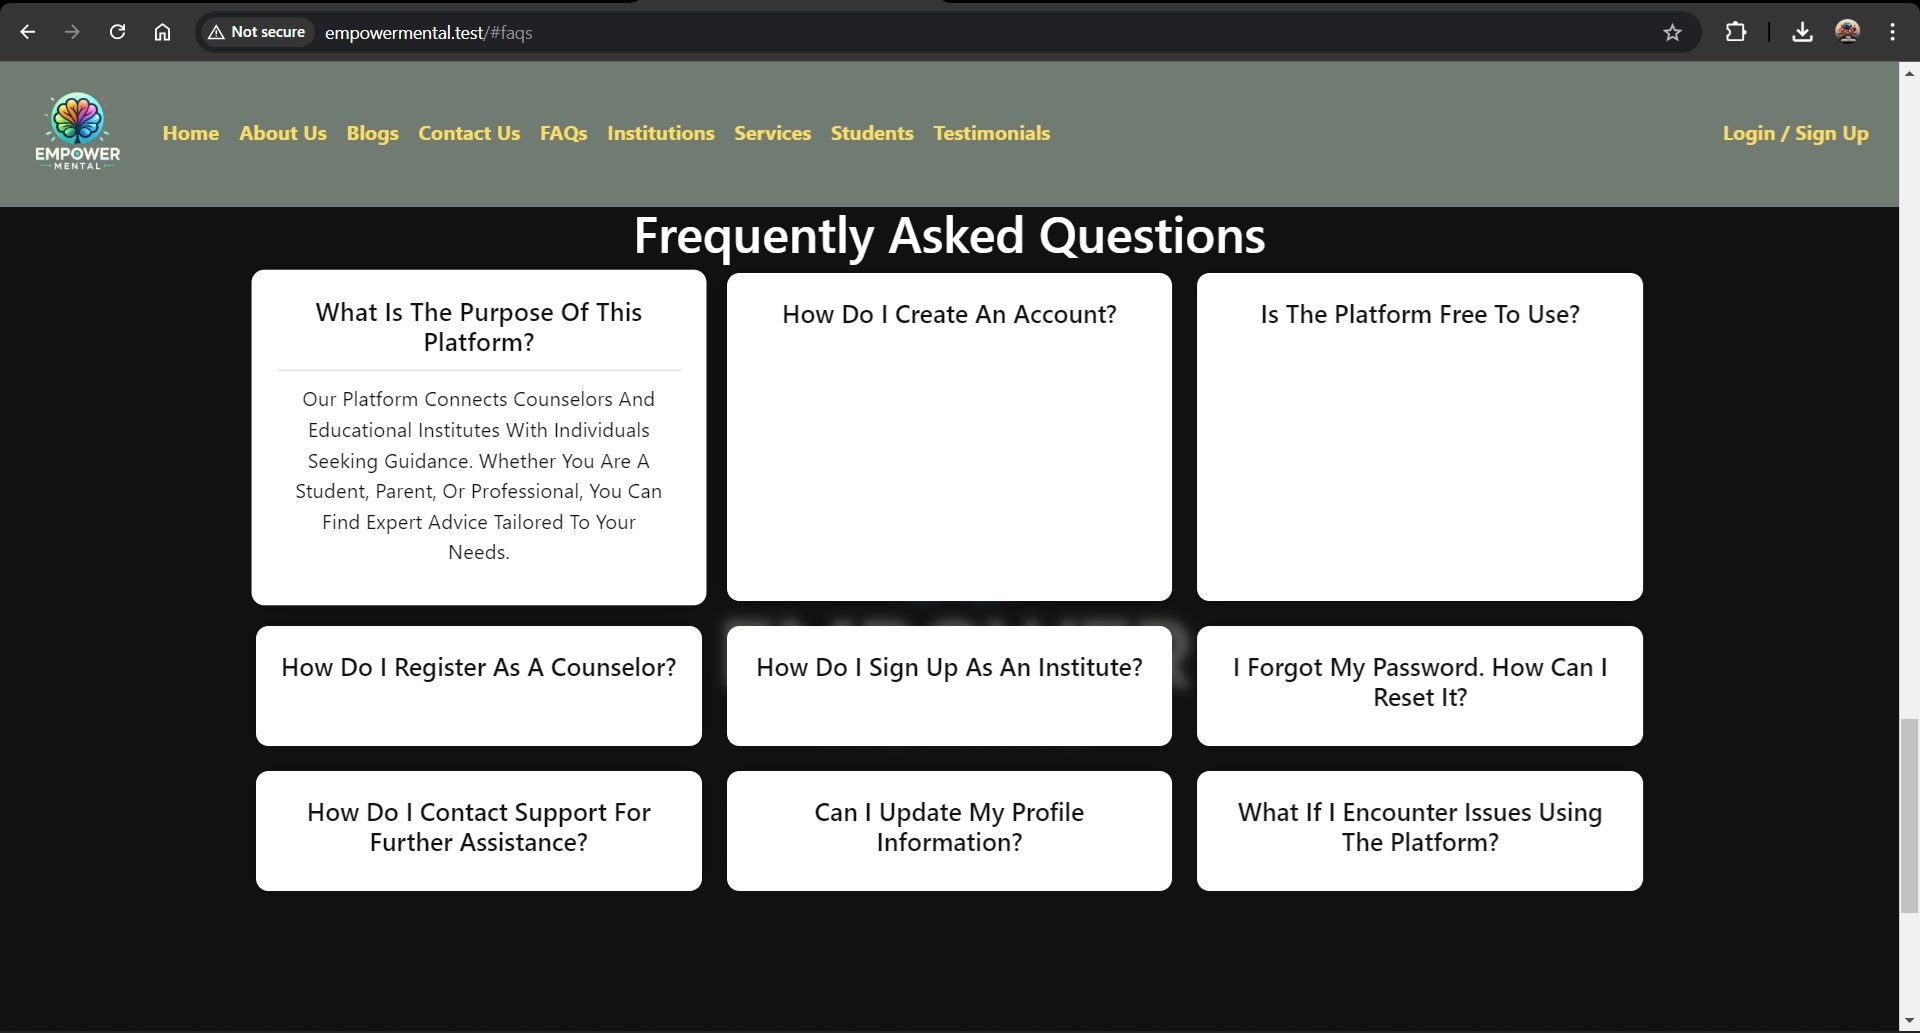 Not secure
empowermental.test/#faqs
EMPOWER
MENTAL
Home About Us Blogs Contact Us FAQs Institutions Services Students Testimonials
Login / Sign Up
Frequently Asked Questions
What Is The Purpose Of This
Platform?
Our Platform Connects Counselors And
Educational Institutes With Individuals
Seeking Guidance. Whether You Are A
Student, Parent, Or Professional, You Can
Find Expert Advice Tailored To Your
Needs.
How Do I Create An Account?
Is The Platform Free To Use?
How Do I Register As A Counselor?
How Do I Sign Up As An Institute?
I Forgot My Password. How Can I
Reset It?
How Do I Contact Support For
Further Assistance?
Can I Update My Profile
Information?
What If I Encounter Issues Using
The Platform?